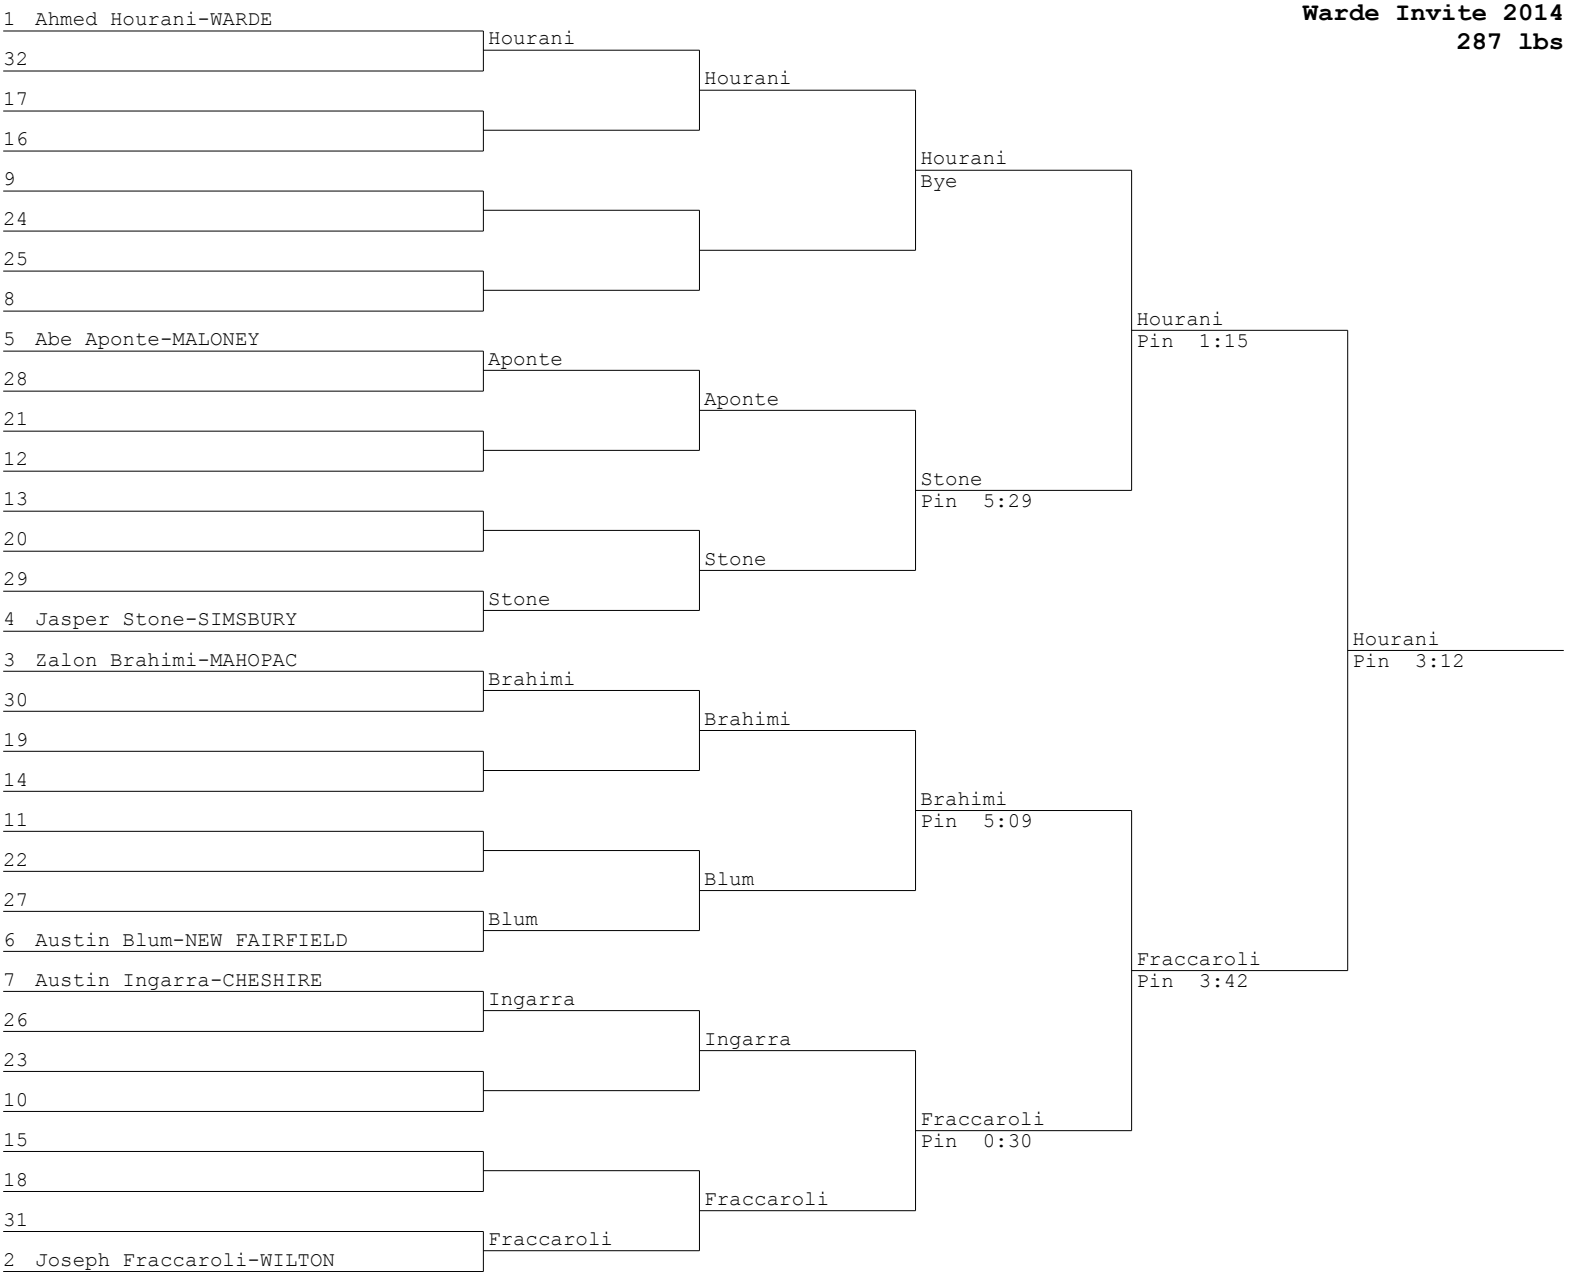 Warde Invite 2014
287 lbs
1 Ahmed Hourani-WARDE
Hourani
32
Hourani
17
16
Hourani
Bye
9
24
25
8
Hourani
Pin 1:15
5 Abe Aponte-MALONEY
Aponte
28
Aponte
21
12
Stone
Pin 5:29
13
20
Stone
29
Stone
4 Jasper Stone-SIMSBURY
Hourani
Pin 3:12
3 Zalon Brahimi-MAHOPAC
Brahimi
30
Brahimi
19
14
Brahimi
Pin 5:09
11
22
Blum
27
Blum
6 Austin Blum-NEW FAIRFIELD
Fraccaroli
Pin 3:42
7 Austin Ingarra-CHESHIRE
Ingarra
26
Ingarra
23
10
Fraccaroli
Pin 0:30
15
18
Fraccaroli
31
Fraccaroli
2 Joseph Fraccaroli-WILTON